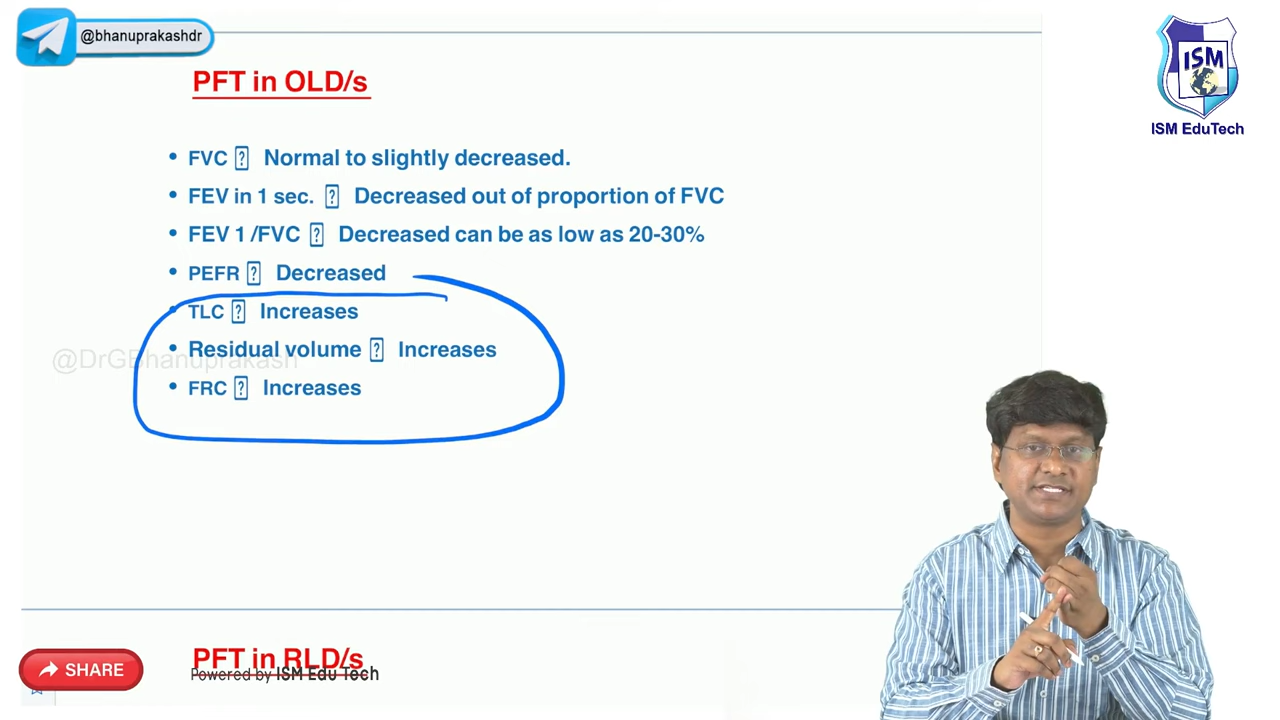 @bhanuprakashdr
ISM
ISM EduTech
PFT in OLD/s
• FVC ⍰ Normal to slightly decreased.
• FEV in 1 sec. ⍰ Decreased out of proportion of FVC
• FEV 1 /FVC ⍰ Decreased can be as low as 20-30%
• PEFR ⍰ Decreased
• TLC ⍰ Increases
• Residual volume ⍰ Increases
@DrGBhanuprakash
• FRC ⍰ Increases
PFT in RLD/s
Powered by ISM Edu Tech
SHARE